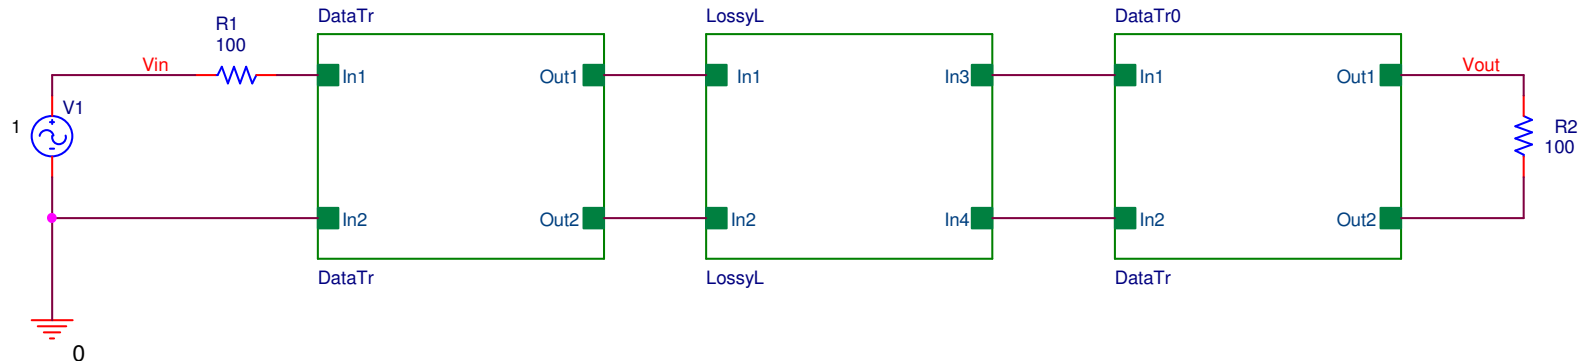 DataTr
LossyL
DataTr0
R1
100
Vin
In1
Out1
In1
In3
In1
Out1
Vout
V1
1
R2
100
In2
Out2
In2
In4
In2
Out2
DataTr
LossyL
DataTr
0